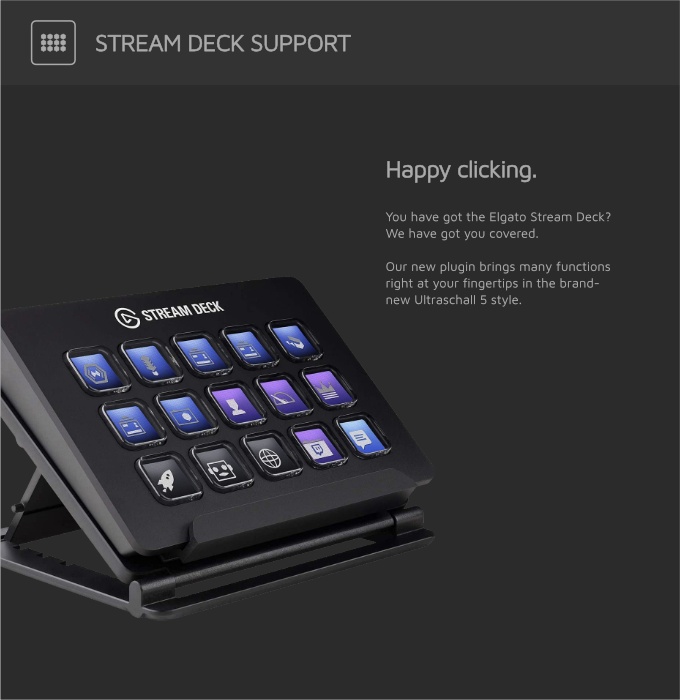 STREAM DECK SUPPORT
Happy clicking.
You have got the Elgato Stream Deck?
We have got you covered.
Our new plugin brings many functions
right at your fingertips in the brand-
new Ultraschall 5 style.
STREAM DECK